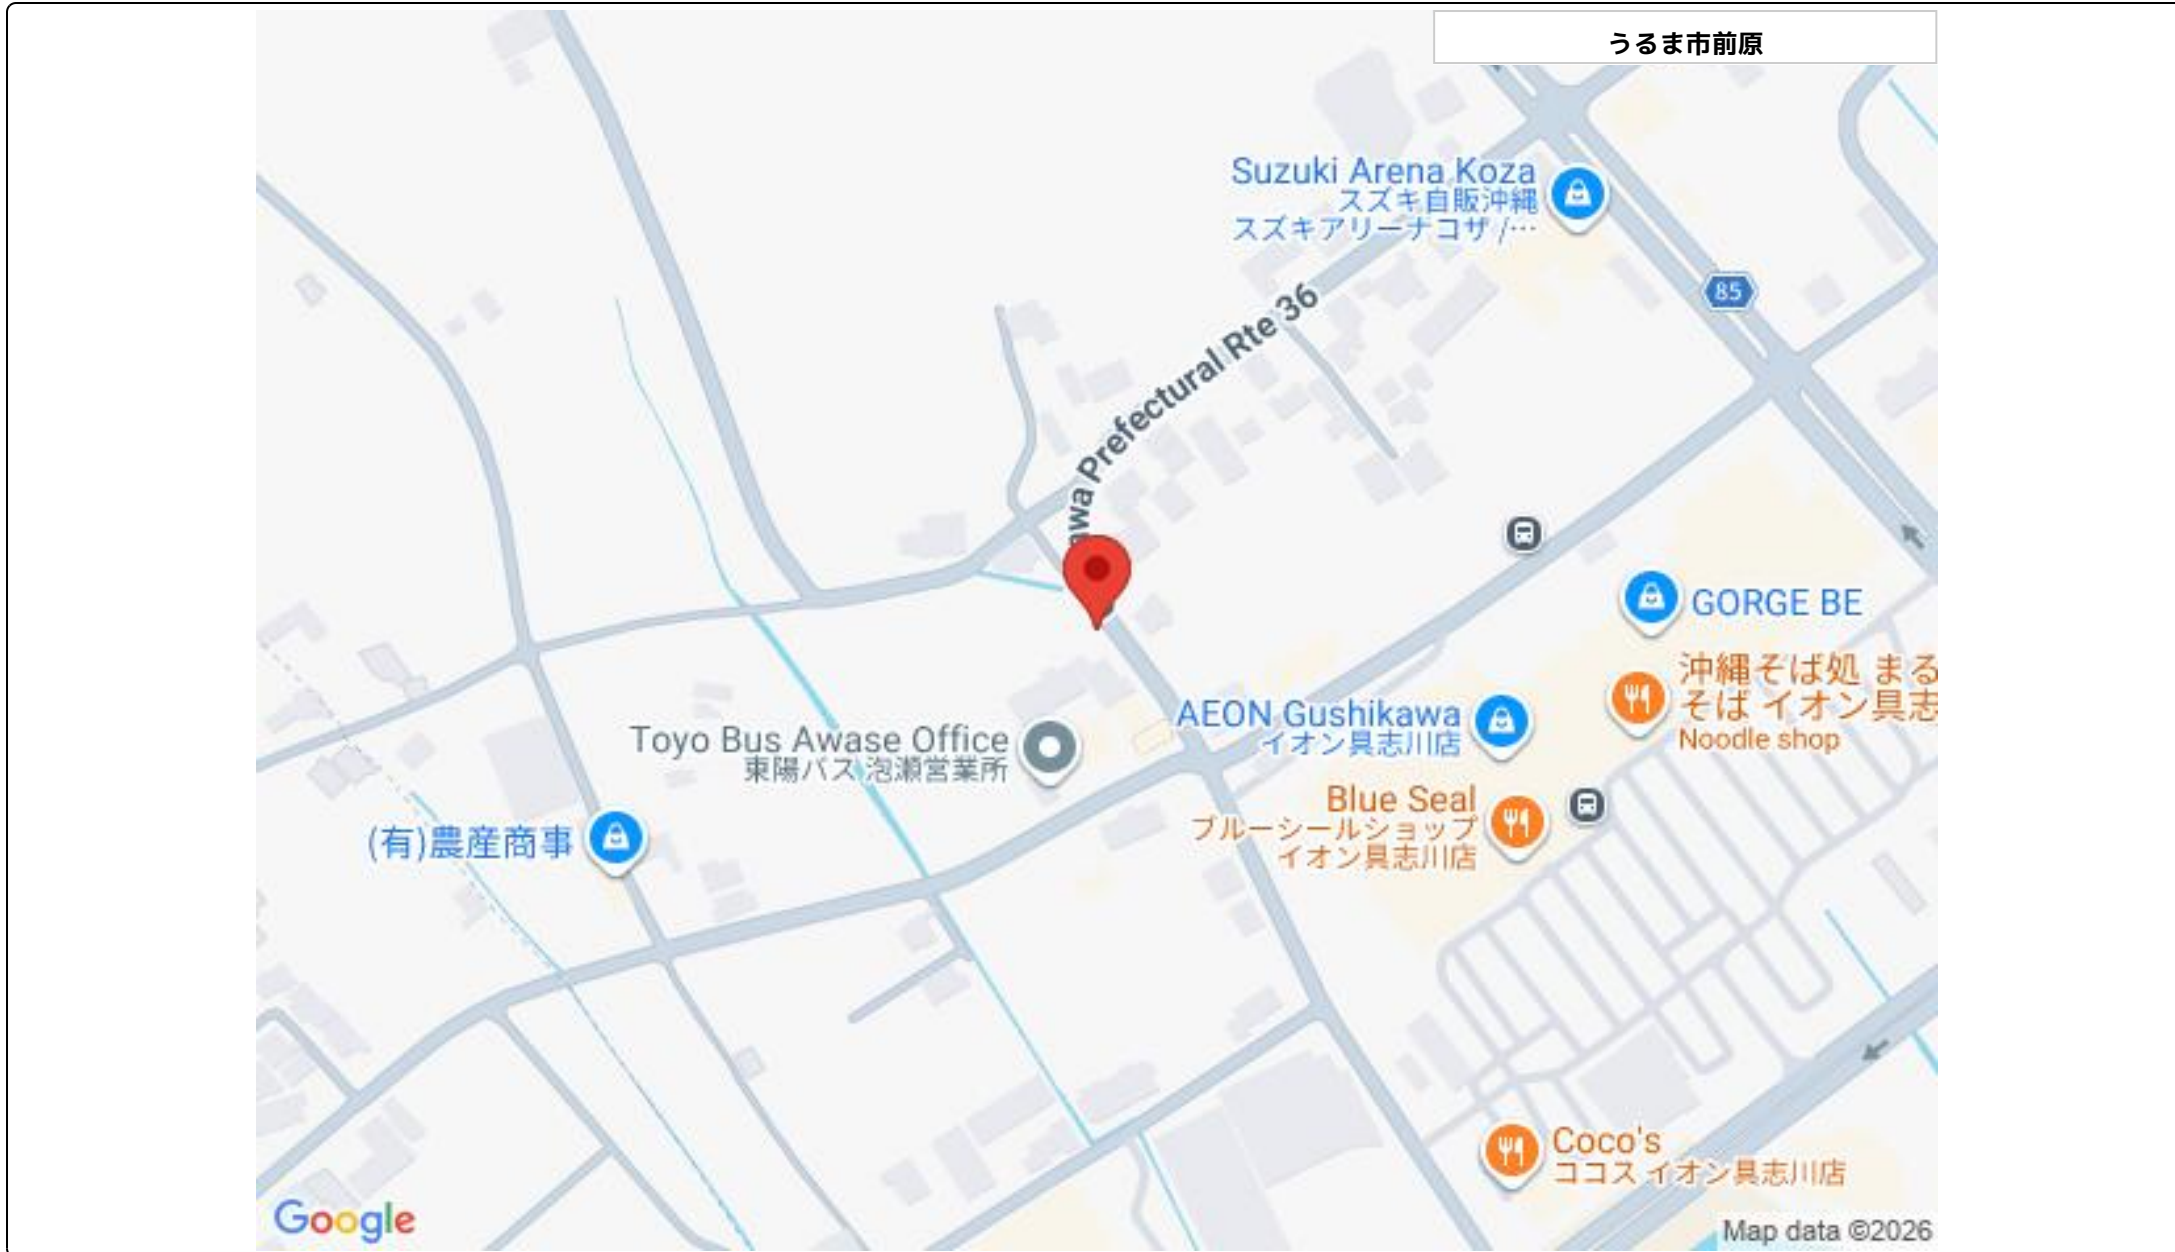 うるま市前原
Suzuki Arena Koza
スズキ自販沖縄
スズキアリーナコザ /…
85
Prefectural Rte 36
GORGE BE
沖縄そば処 まる
そば イオン具志
Noodle shop
AEON Gushikawa
イオン具志川店
Toyo Bus Awase Office
東陽バス 泡瀬営業所
Blue Seal
ブルーシールショップ
イオン具志川店
(有)農産商事
Coco's
ココス イオン具志川店
Google
Map data ©2026